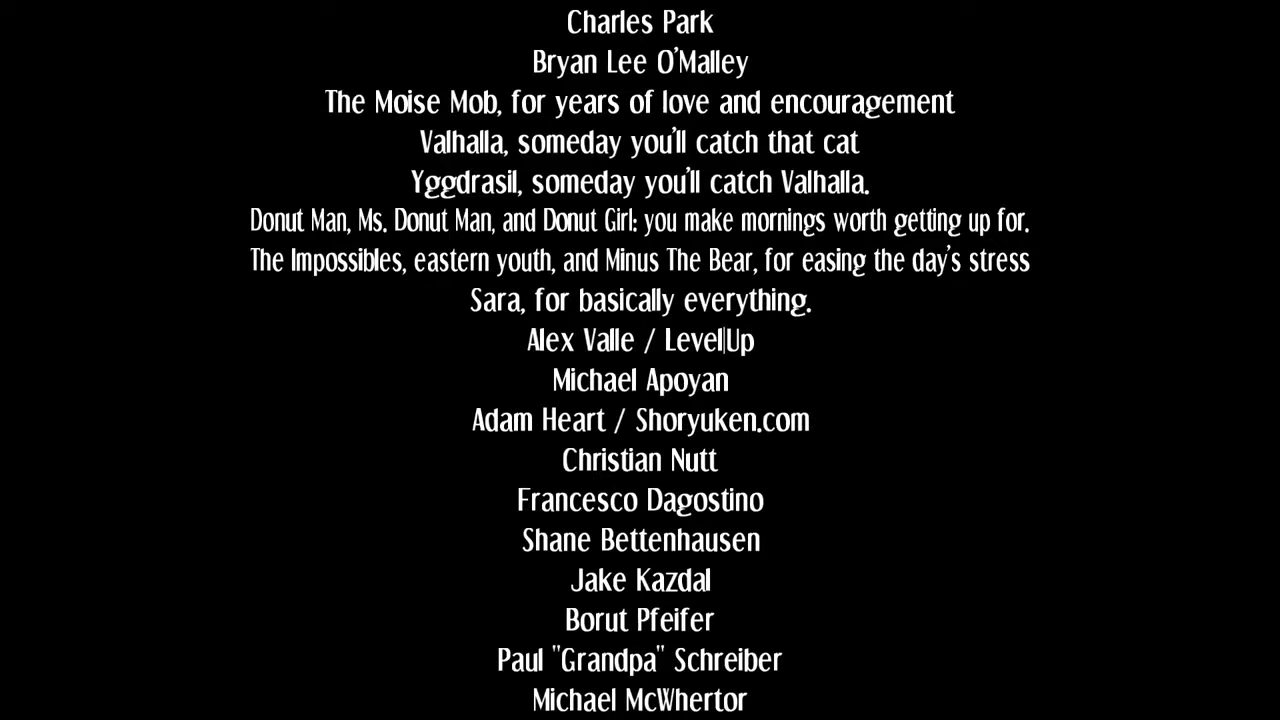 Charles Park
Bryan Lee O'Malley
The Moise Mob, for years of love and encouragement
Valhalla, someday you'll catch that cat
Yggdrasil, someday you'll catch Valhalla.
Donut Man, Ms. Donut Man, and Donut Girl: you make mornings worth getting up for.
The Impossibles, eastern youth, and Minus The Bear, for easing the day's stress
Sara, for basically everything.
Alex Valle / Level|Up
Michael Apoyan
Adam Heart / Shoryuken.com
Christian Nutt
Francesco Dagostino
Shane Bettenhausen
Jake Kazdal
Borut Pfeifer
Paul "Grandpa" Schreiber
Michael McWhertor